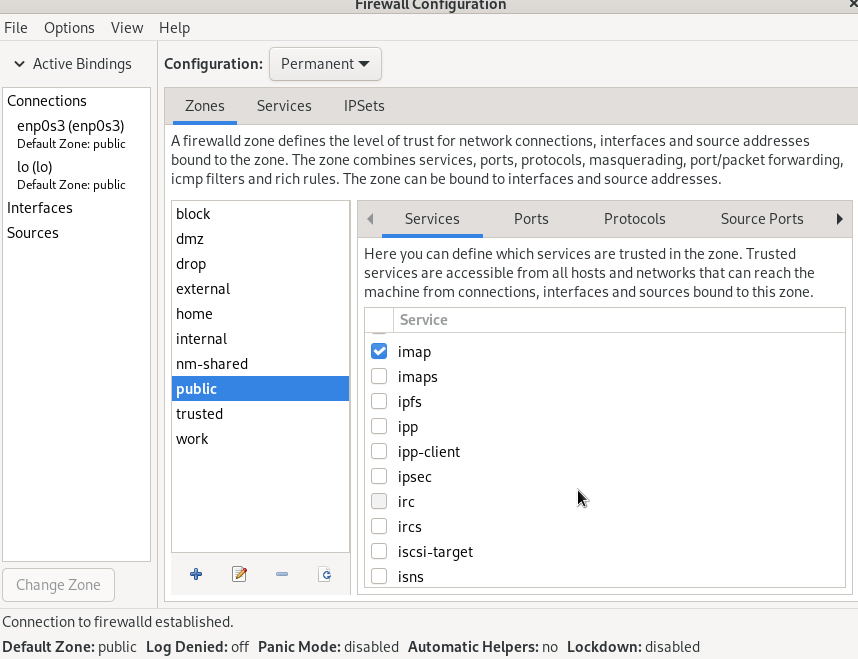 Firewall Configuration
File Options View Help
Active Bindings
Configuration: Permanent
Connections
enp0s3 (enp0s3)
Default Zone: public
lo (lo)
Default Zone: public
Interfaces
Sources
Change Zone
Zones Services IPSets
A firewalld zone defines the level of trust for network connections, interfaces and source addresses
bound to the zone. The zone combines services, ports, protocols, masquerading, port/packet forwarding,
icmp filters and rich rules. The zone can be bound to interfaces and source addresses.
block
dmz
drop
external
home
internal
nm-shared
public
trusted
work
Services Ports Protocols Source Ports
Here you can define which services are trusted in the zone. Trusted
services are accessible from all hosts and networks that can reach the
machine from connections, interfaces and sources bound to this zone.
Service
imap
imaps
ipfs
ipp
ipp-client
ipsec
irc
ircs
iscsi-target
isns
Connection to firewalld established.
Default Zone: public Log Denied: off Panic Mode: disabled Automatic Helpers: no Lockdown: disabled